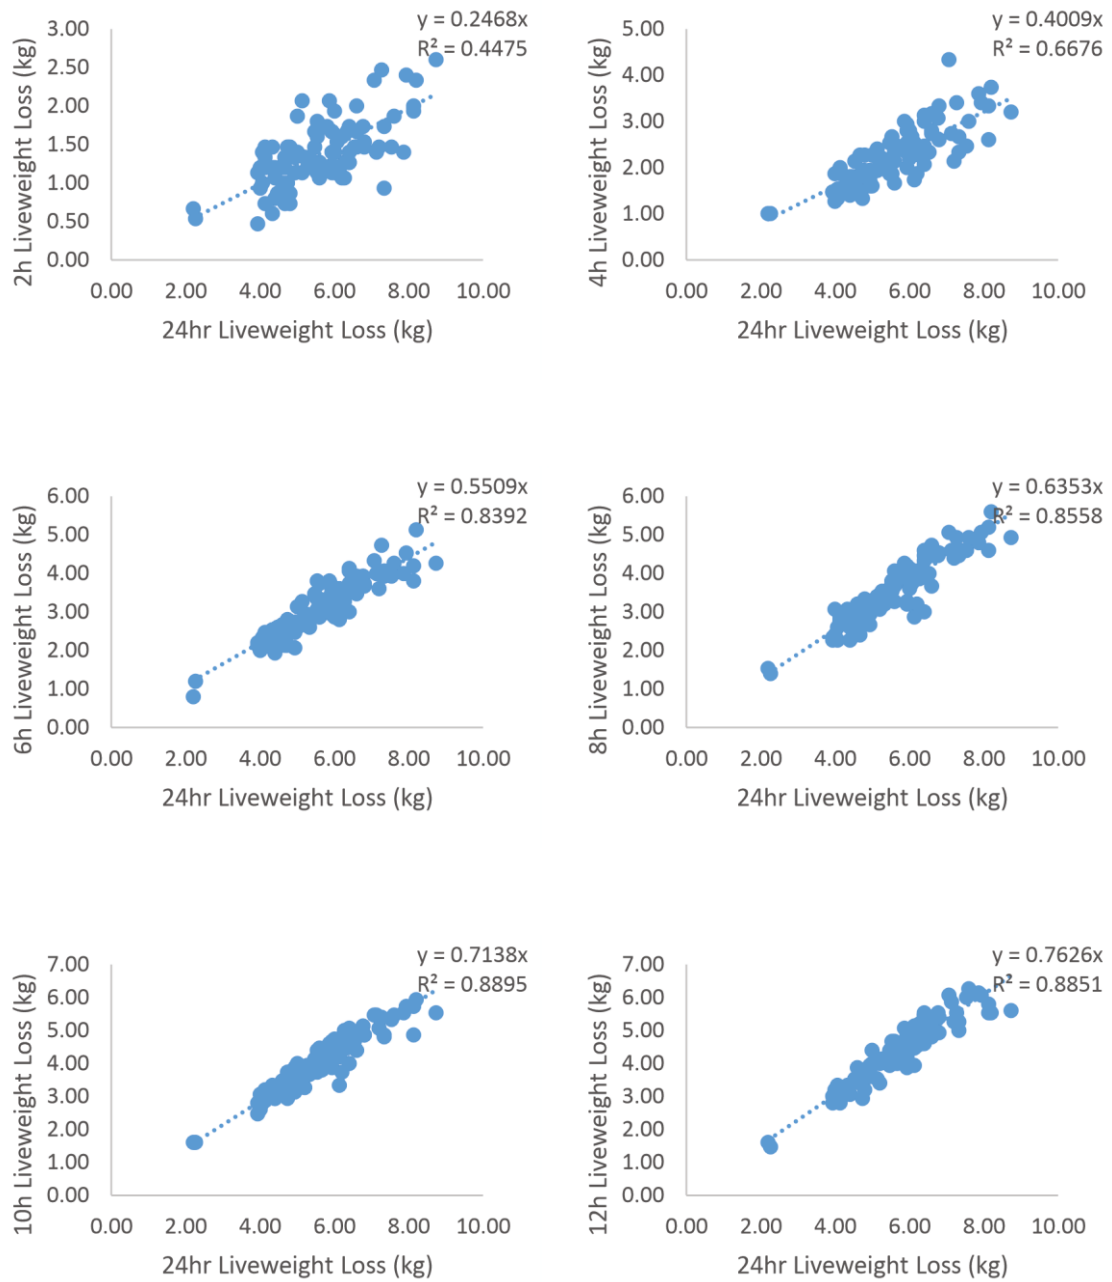 y = 0.2468x
R² = 0.4475
3.00
2.50
2.00
1.50
1.00
0.50
0.00
2h Liveweight Loss (kg)
0.00 2.00 4.00 6.00 8.00 10.00
24hr Liveweight Loss (kg)
y = 0.4009x
R² = 0.6676
5.00
4.00
3.00
2.00
1.00
0.00
4h Liveweight Loss (kg)
0.00 2.00 4.00 6.00 8.00 10.00
24hr Liveweight Loss (kg)
y = 0.5509x
R² = 0.8392
6.00
5.00
4.00
3.00
2.00
1.00
0.00
6h Liveweight Loss (kg)
0.00 2.00 4.00 6.00 8.00 10.00
24hr Liveweight Loss (kg)
y = 0.6353x
R² = 0.8558
6.00
5.00
4.00
3.00
2.00
1.00
0.00
8h Liveweight Loss (kg)
0.00 2.00 4.00 6.00 8.00 10.00
24hr Liveweight Loss (kg)
y = 0.7138x
R² = 0.8895
7.00
6.00
5.00
4.00
3.00
2.00
1.00
0.00
10h Liveweight Loss (kg)
0.00 2.00 4.00 6.00 8.00 10.00
24hr Liveweight Loss (kg)
y = 0.7626x
R² = 0.8851
7.00
6.00
5.00
4.00
3.00
2.00
1.00
0.00
12h Liveweight Loss (kg)
0.00 2.00 4.00 6.00 8.00 10.00
24hr Liveweight Loss (kg)